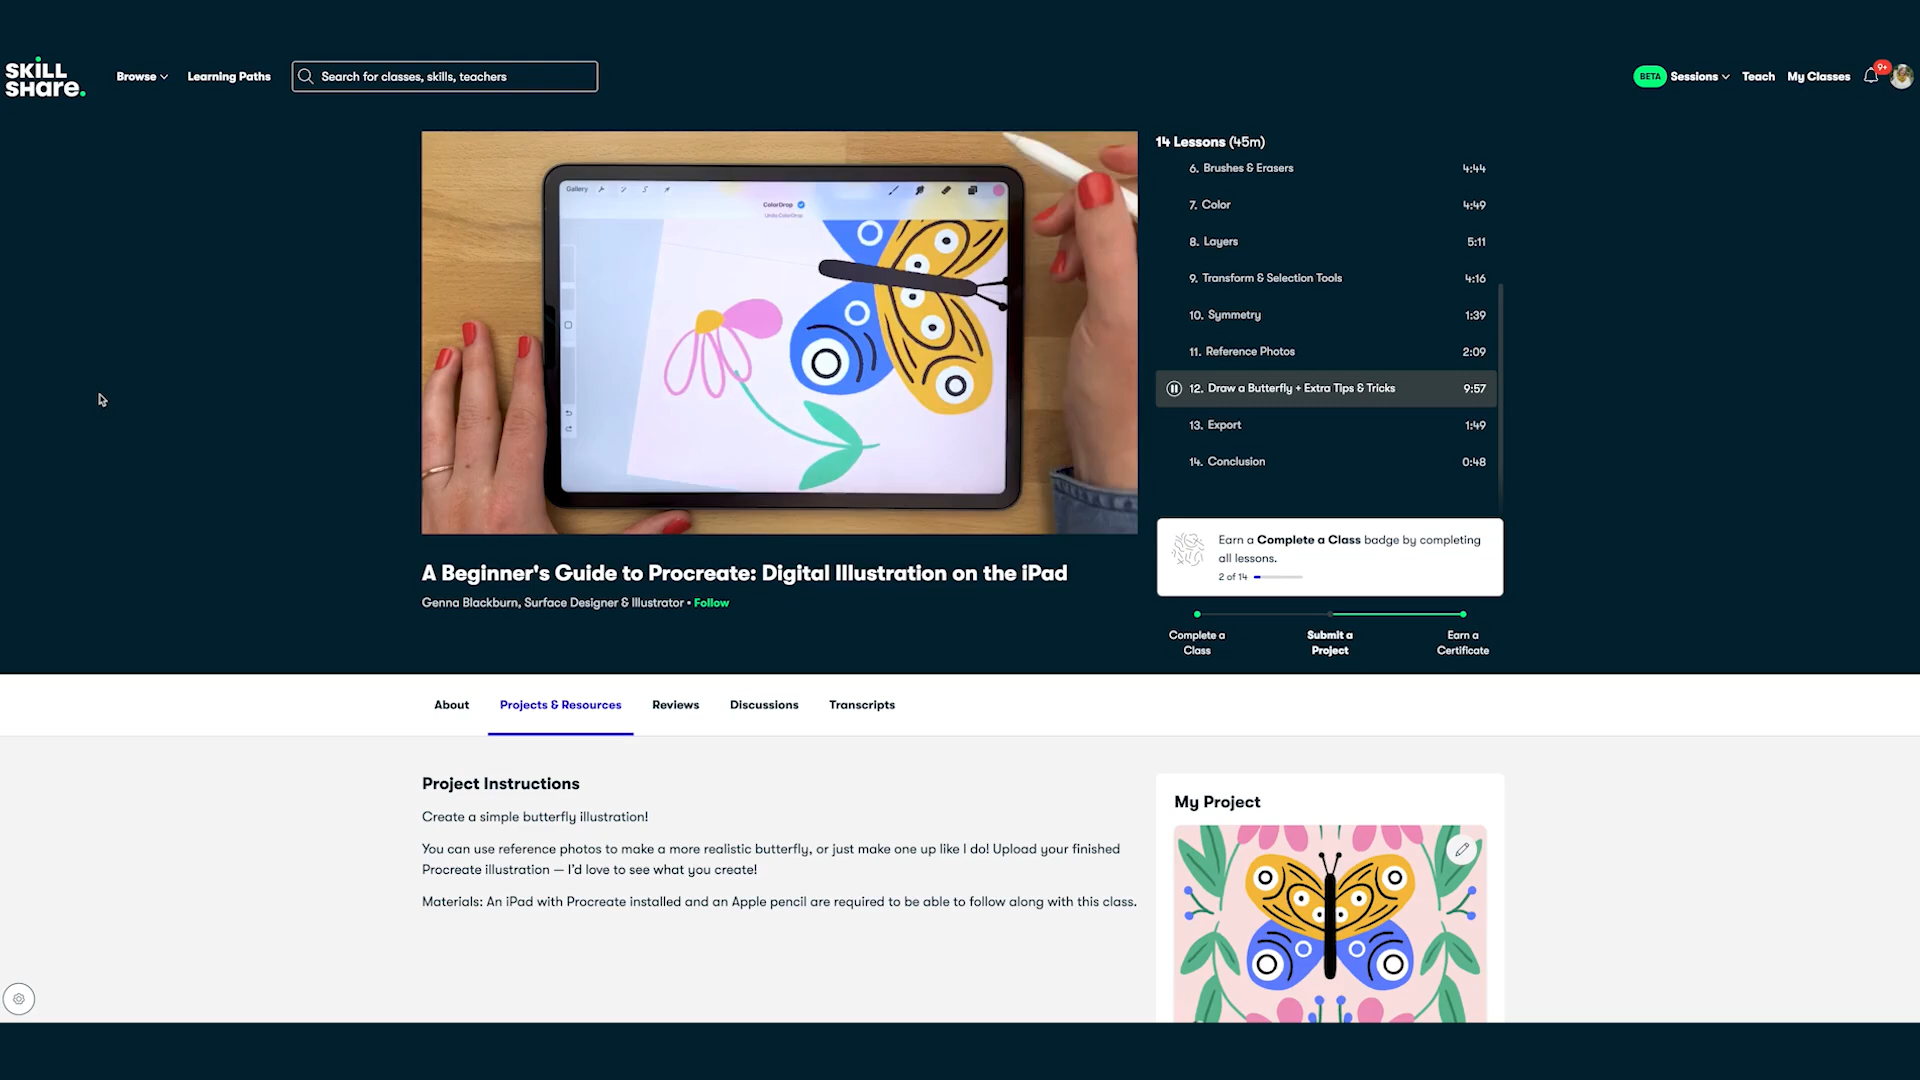 SKILL
SHARE.
Browse
Learning Paths
Search for classes, skills, teachers
BETA
Sessions
Teach
My Classes
9+
Gallery
ColorDrop
Undo ColorDrop
14 Lessons (45m)
6. Brushes & Erasers 4:44
7. Color 4:49
8. Layers 5:11
9. Transform & Selection Tools 4:16
10. Symmetry 1:39
11. Reference Photos 2:09
12. Draw a Butterfly + Extra Tips & Tricks 9:57
13. Export 1:49
14. Conclusion 0:48
Earn a Complete a Class badge by completing
all lessons.
2 of 14
Complete a
Class
Submit a
Project
Earn a
Certificate
A Beginner's Guide to Procreate: Digital Illustration on the iPad
Genna Blackburn, Surface Designer & Illustrator • Follow
About
Projects & Resources
Reviews
Discussions
Transcripts
Project Instructions
Create a simple butterfly illustration!
You can use reference photos to make a more realistic butterfly, or just make one up like I do! Upload your finished
Procreate illustration — I'd love to see what you create!
Materials: An iPad with Procreate installed and an Apple pencil are required to be able to follow along with this class.
My Project